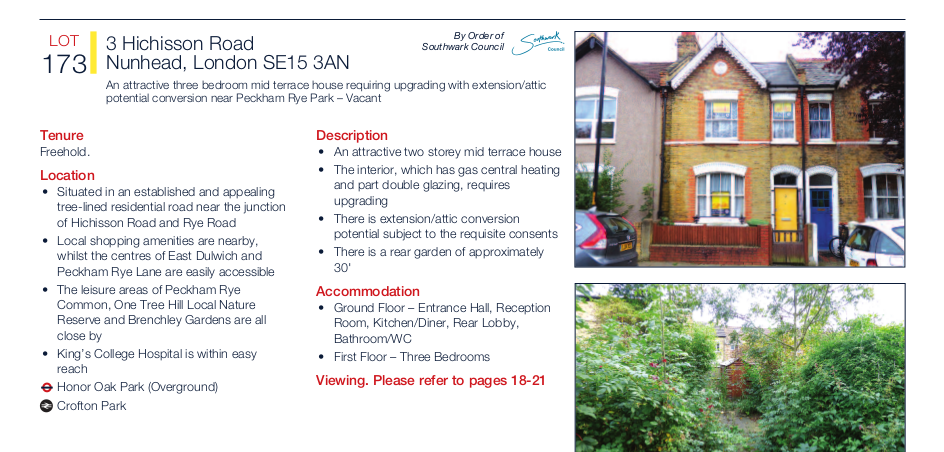 LOT
173
3 Hichisson Road
Nunhead, London SE15 3AN
By Order of
Southwark Council
Southwark
Council
An attractive three bedroom mid terrace house requiring upgrading with extension/attic
potential conversion near Peckham Rye Park – Vacant
Tenure
Freehold.
Location
• Situated in an established and appealing
tree-lined residential road near the junction
of Hichisson Road and Rye Road
• Local shopping amenities are nearby,
whilst the centres of East Dulwich and
Peckham Rye Lane are easily accessible
• The leisure areas of Peckham Rye
Common, One Tree Hill Local Nature
Reserve and Brenchley Gardens are all
close by
• King's College Hospital is within easy
reach
Honor Oak Park (Overground)
Crofton Park
Description
• An attractive two storey mid terrace house
• The interior, which has gas central heating
and part double glazing, requires
upgrading
• There is extension/attic conversion
potential subject to the requisite consents
• There is a rear garden of approximately
30'
Accommodation
• Ground Floor – Entrance Hall, Reception
Room, Kitchen/Diner, Rear Lobby,
Bathroom/WC
• First Floor – Three Bedrooms
Viewing. Please refer to pages 18-21